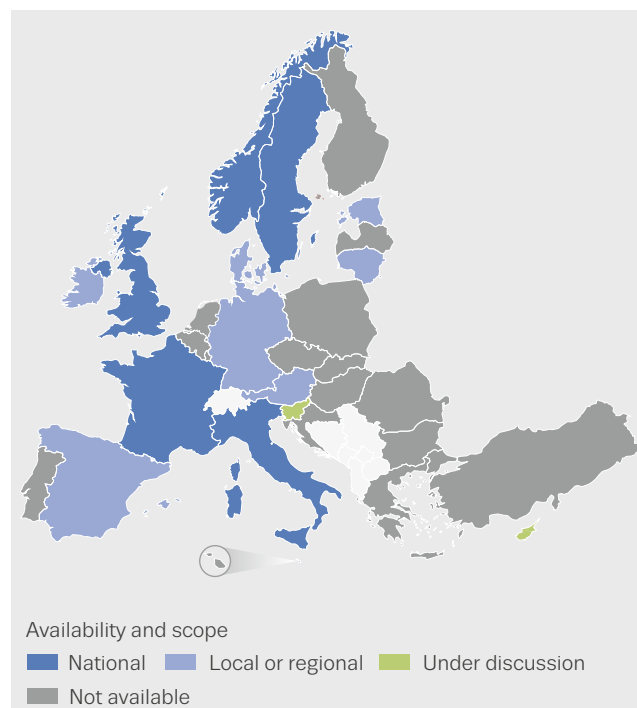 Availability and scope
National Local or regional Under discussion
Not available